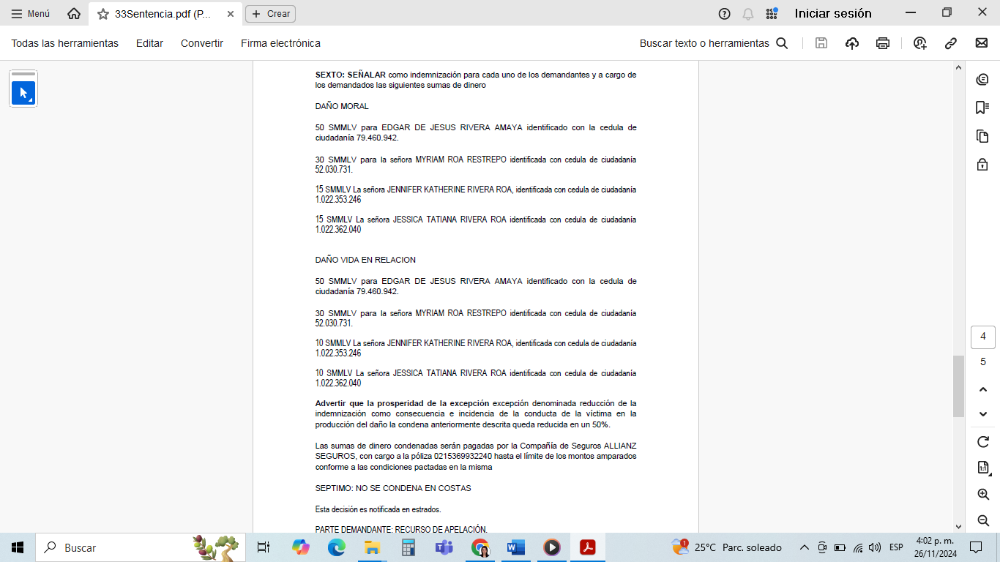 Menú
33Sentencia.pdf (P...
Crear
Iniciar sesión
Todas las herramientas
Editar
Convertir
Firma electrónica
Buscar texto o herramientas
SEXTO: SEÑALAR como indemnización para cada uno de los demandantes y a cargo de
los demandados las siguientes sumas de dinero
DAÑO MORAL
50 SMMLV para EDGAR DE JESUS RIVERA AMAYA identificado con la cedula de
ciudadanía 79.460.942.
30 SMMLV para la señora MYRIAM ROA RESTREPO identificada con cedula de ciudadanía
52.030.731.
15 SMMLV La señora JENNIFER KATHERINE RIVERA ROA, identificada con cedula de ciudadanía
1.022.353.246
15 SMMLV La señora JESSICA TATIANA RIVERA ROA identificada con cedula de ciudadanía
1.022.362.040
DAÑO VIDA EN RELACION
50 SMMLV para EDGAR DE JESUS RIVERA AMAYA identificado con la cedula de
ciudadanía 79.460.942.
30 SMMLV para la señora MYRIAM ROA RESTREPO identificada con cedula de ciudadanía
52.030.731.
10 SMMLV La señora JENNIFER KATHERINE RIVERA ROA, identificada con cedula de ciudadanía
1.022.353.246
10 SMMLV La señora JESSICA TATIANA RIVERA ROA identificada con cedula de ciudadanía
1.022.362.040
Advertir que la prosperidad de la excepción excepción denominada reducción de la
indemnización como consecuencia e incidencia de la conducta de la víctima en la
producción del daño la condena anteriormente descrita queda reducida en un 50%.
Las sumas de dinero condenadas serán pagadas por la Compañía de Seguros ALLIANZ
SEGUROS, con cargo a la póliza 0215369932240 hasta el límite de los montos amparados
conforme a las condiciones pactadas en la misma
SEPTIMO: NO SE CONDENA EN COSTAS
Esta decisión es notificada en estrados.
PARTE DEMANDANTE: RECURSO DE APELACIÓN.
4
5
1:1
Buscar
1
25°C Parc. soleado
ESP
4:02 p. m.
26/11/2024